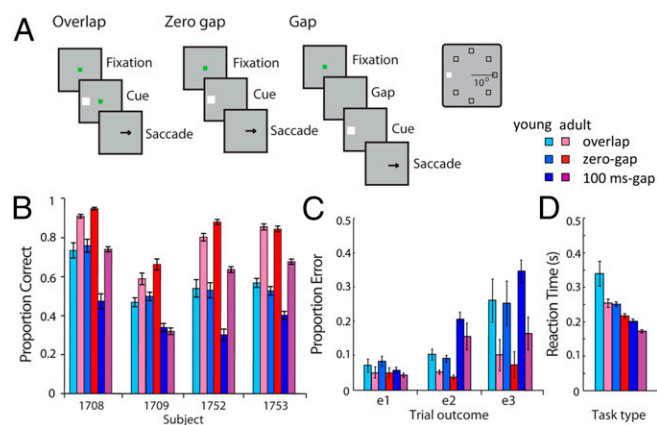 A
Overlap
Fixation
Cue
Saccade
Zero gap
Fixation
Cue
Saccade
Gap
Fixation
Gap
Cue
Saccade
10°
young adult
overlap
zero-gap
100 ms-gap
B
Proportion Correct
1
0.8
0.6
0.4
0.2
0
1708 1709 1752 1753
Subject
C
Proportion Error
0.5
0.4
0.3
0.2
0.1
0
e1 e2 e3
Trial outcome
D
Reaction Time (s)
0.5
0.4
0.3
0.2
0.1
0
Task type